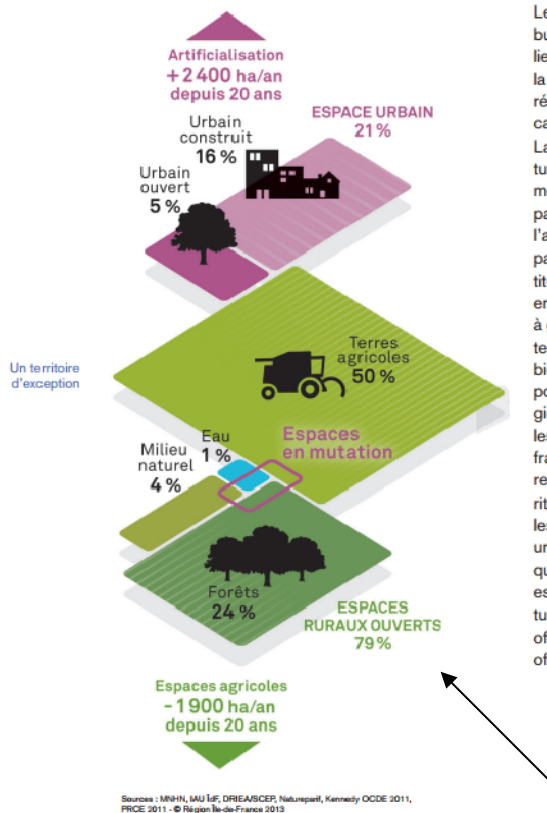 Artificialisation
+2 400 ha/an
depuis 20 ans
ESPACE URBAIN
21 %
Urbain
construit
16 %
Urbain
ouvert
5 %
Terres
agricoles
50 %
Un territoire
d'exception
Espaces
en mutation
Eau
1 %
Milieu
naturel
4 %
Forêts
24 %
ESPACES
RURAUX OUVERTS
79 %
Espaces agricoles
- 1 900 ha/an
depuis 20 ans
Sources : MNHN, IAU îdF, DRIEA/SCEP, Natureparif, Kennedy OCDE 2011,
PRCE 2011 - © Région Île-de-France 2013